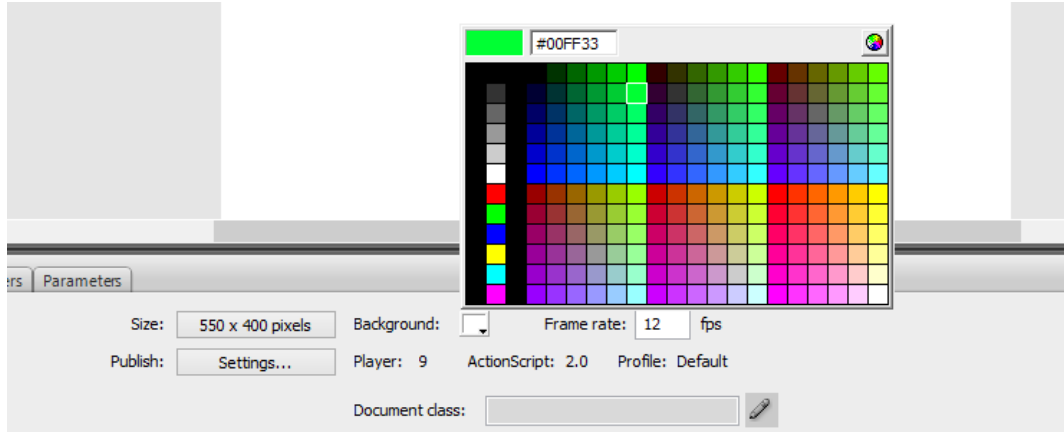 #00FF33
Parameters
Size: 550 x 400 pixels Background: Frame rate: 12 fps
Publish: Settings... Player: 9 ActionScript: 2.0 Profile: Default
Document class: